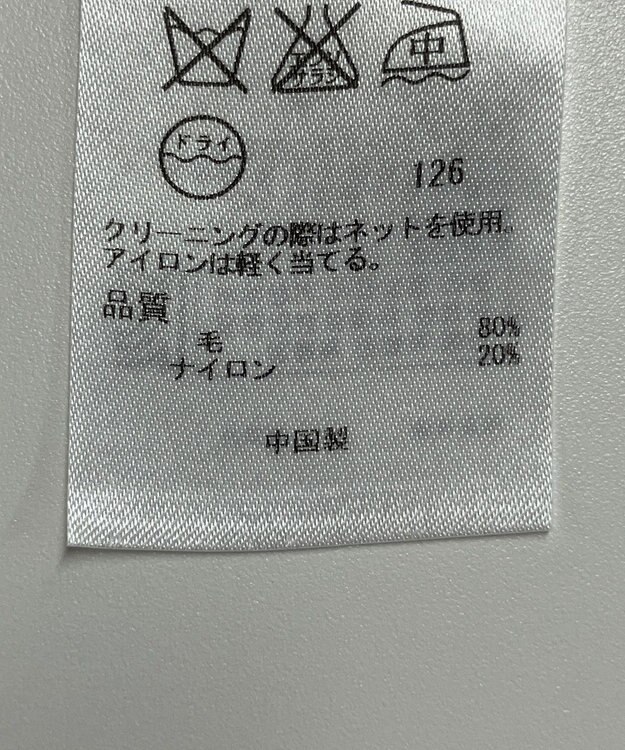 中
ドライ
126
クリーニングの際はネットを使用。
アイロンは軽く当てる。
品質
毛 80%
ナイロン 20%
中国製